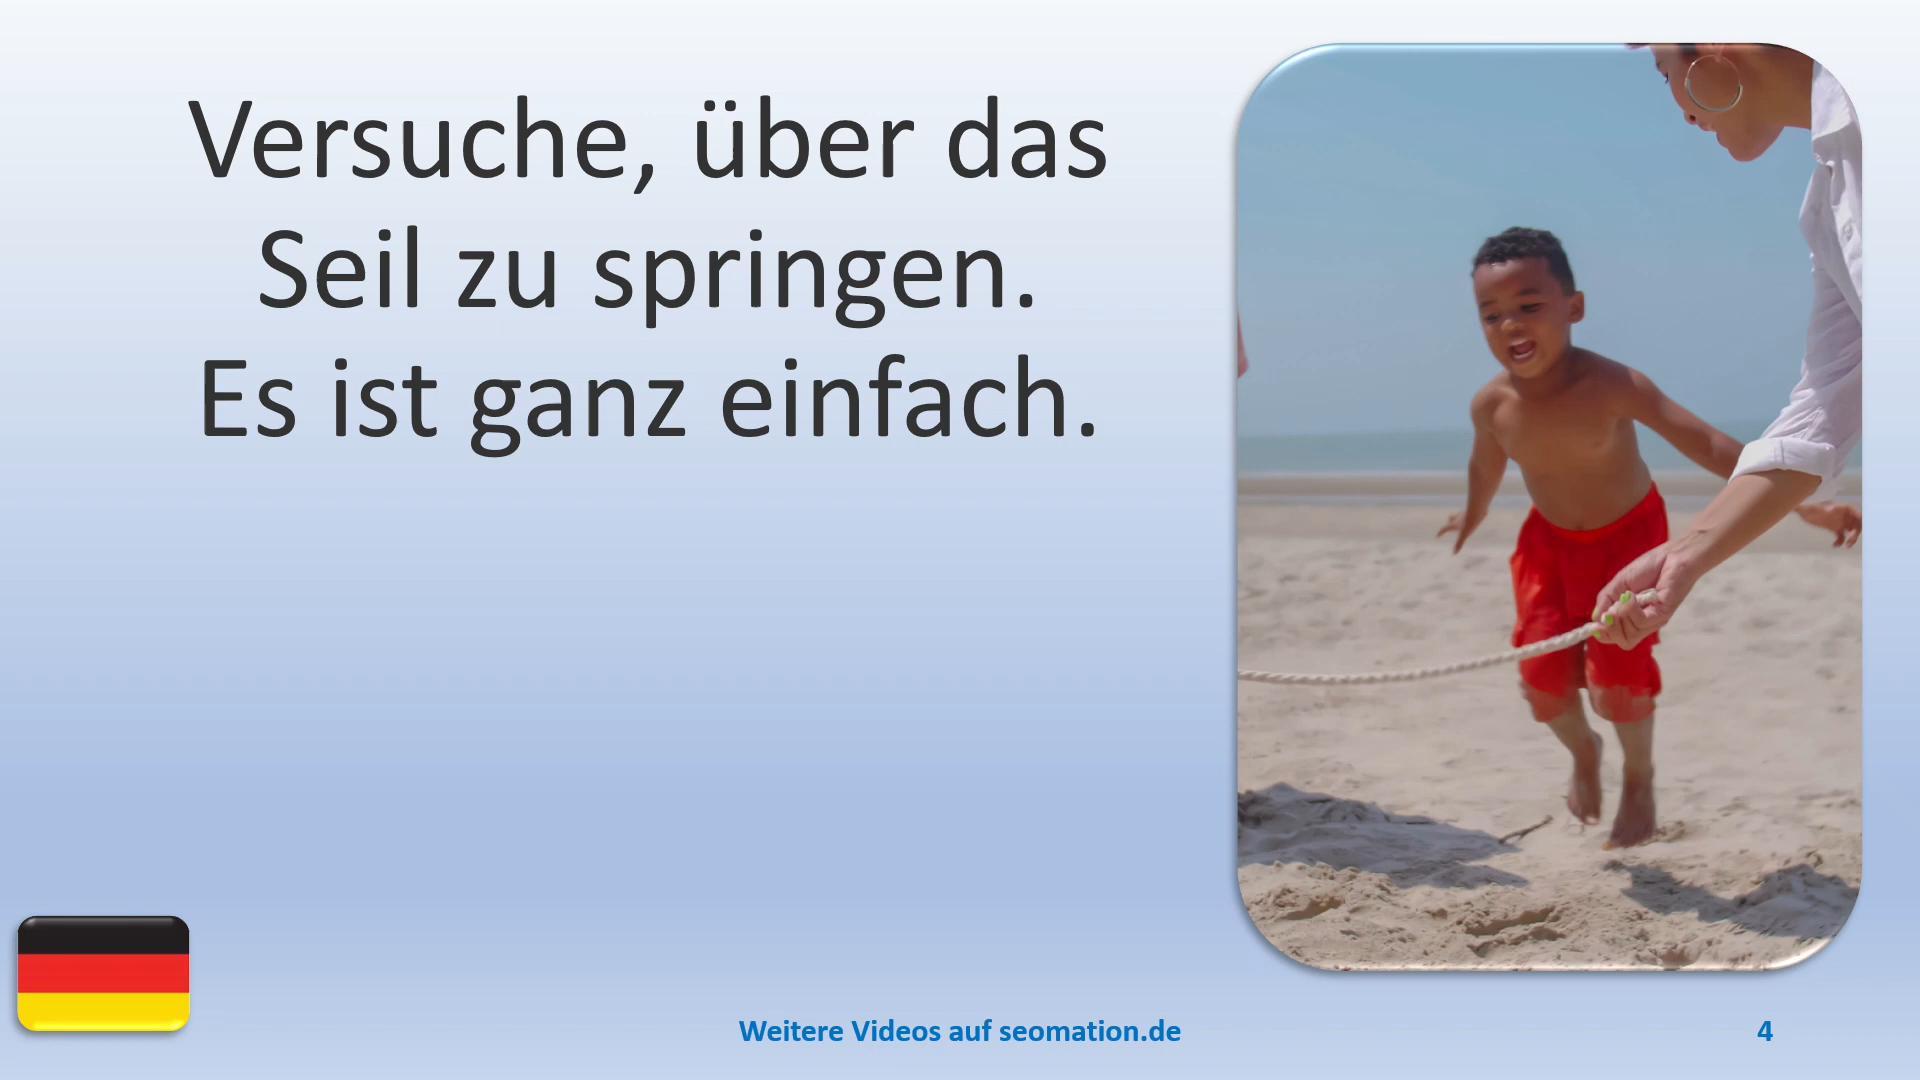 Versuche, über das
Seil zu springen.
Es ist ganz einfach.
Weitere Videos auf seomation.de
4